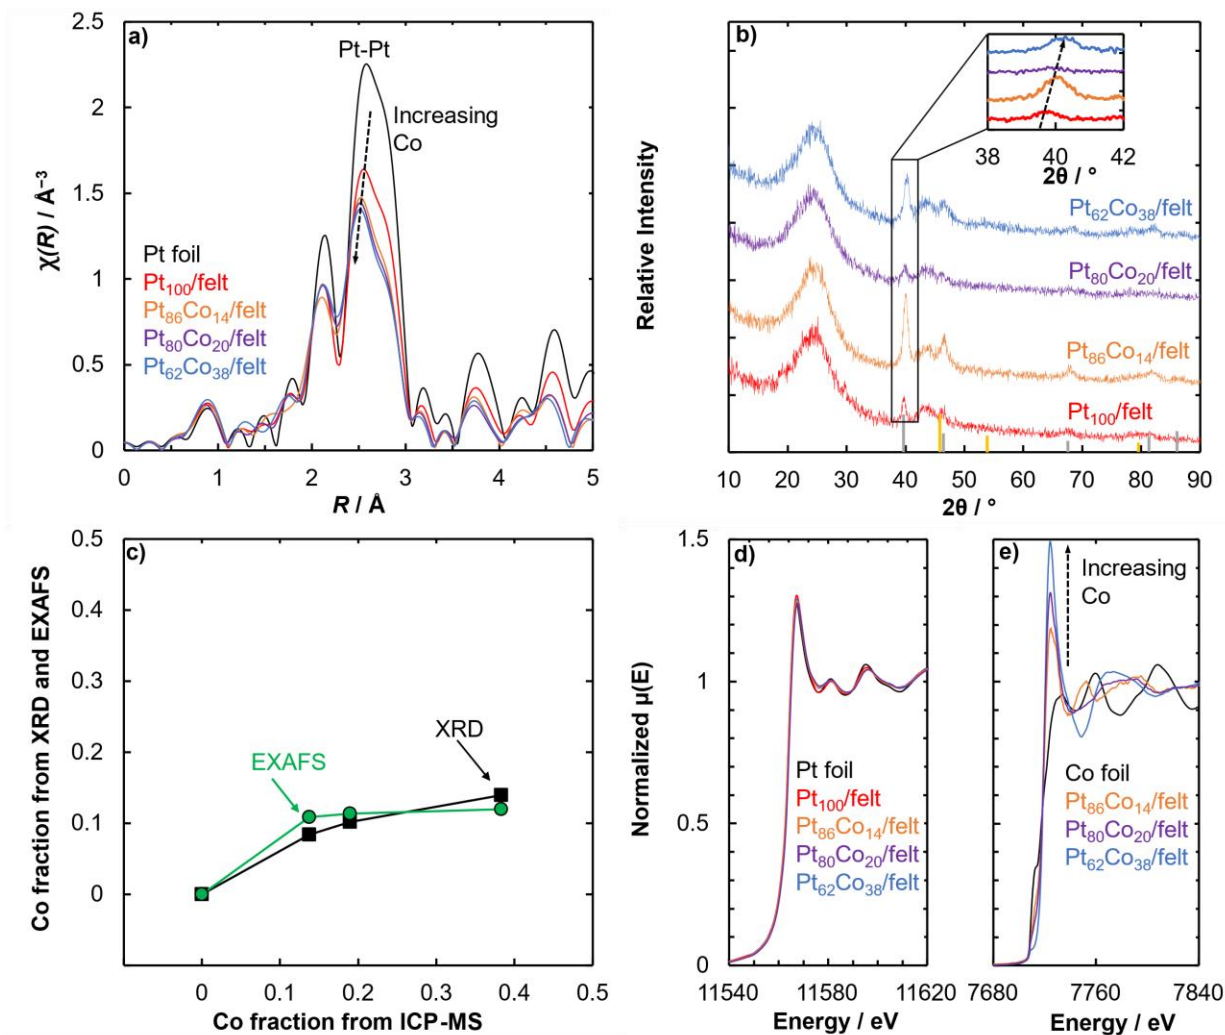 a)
Pt-Pt
Increasing
Co
Pt foil
Pt₁₀₀/felt
Pt₈₆Co₁₄/felt
Pt₈₀Co₂₀/felt
Pt₆₂Co₃₈/felt
χ(R) / Å⁻³
2.5
2
1.5
1
0.5
0
0 1 2 3 4 5
R / Å
b)
38 40 42
2θ / °
Pt₆₂Co₃₈/felt
Pt₈₀Co₂₀/felt
Pt₈₆Co₁₄/felt
Pt₁₀₀/felt
Relative Intensity
10 20 30 40 50 60 70 80 90
2θ / °
c)
EXAFS
XRD
Co fraction from XRD and EXAFS
0.5
0.4
0.3
0.2
0.1
0
0 0.1 0.2 0.3 0.4 0.5
Co fraction from ICP-MS
d)
Pt foil
Pt₁₀₀/felt
Pt₈₆Co₁₄/felt
Pt₈₀Co₂₀/felt
Pt₆₂Co₃₈/felt
Normalized μ(E)
1.5
1
0.5
0
11540 11580 11620
Energy / eV
e)
Increasing
Co
Co foil
Pt₈₆Co₁₄/felt
Pt₈₀Co₂₀/felt
Pt₆₂Co₃₈/felt
7680 7760 7840
Energy / eV